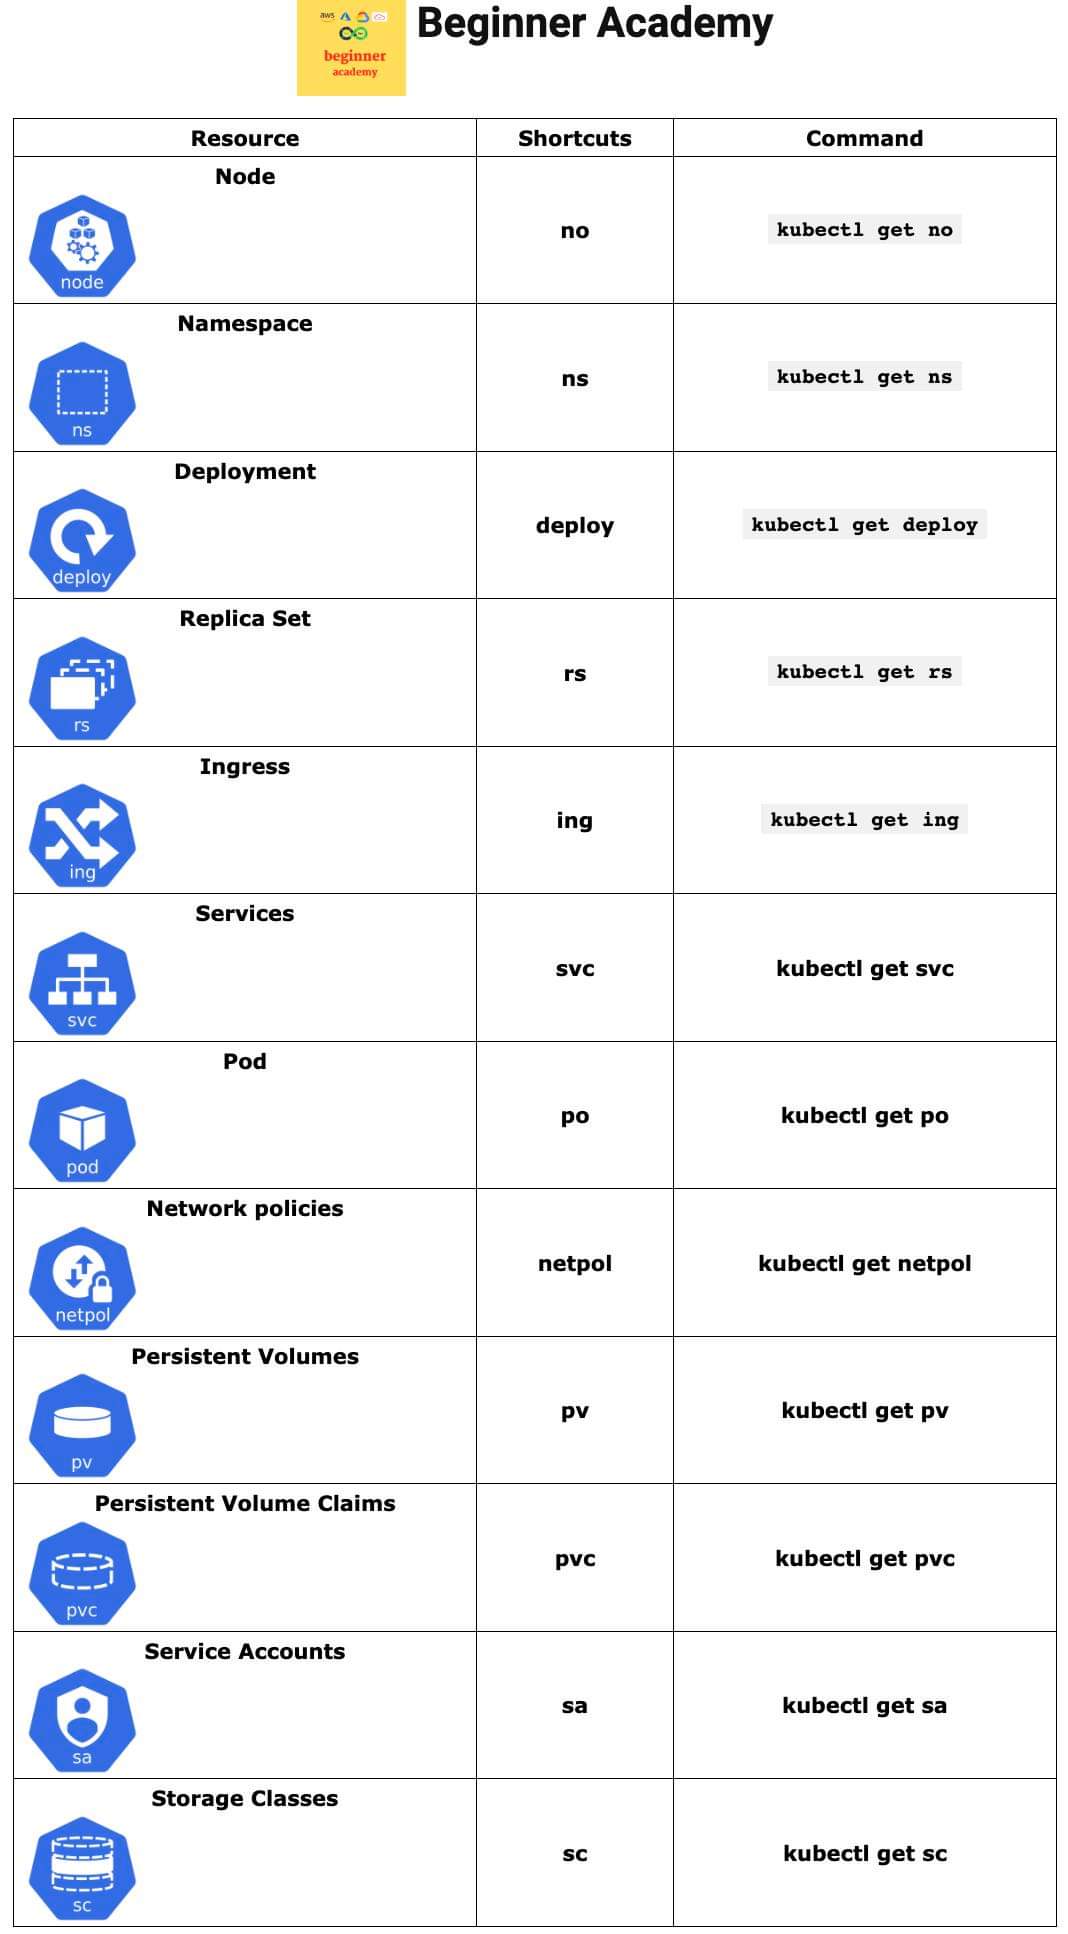 aws
beginner
academy
Beginner Academy
Resource Shortcuts Command
Node
node
no
kubectl get no
Namespace
ns
ns
kubectl get ns
Deployment
deploy
deploy
kubectl get deploy
Replica Set
rs
rs
kubectl get rs
Ingress
ing
ing
kubectl get ing
Services
svc
svc
kubectl get svc
Pod
pod
po
kubectl get po
Network policies
netpol
netpol
kubectl get netpol
Persistent Volumes
pv
pv
kubectl get pv
Persistent Volume Claims
pvc
pvc
kubectl get pvc
Service Accounts
sa
sa
kubectl get sa
Storage Classes
sc
sc
kubectl get sc